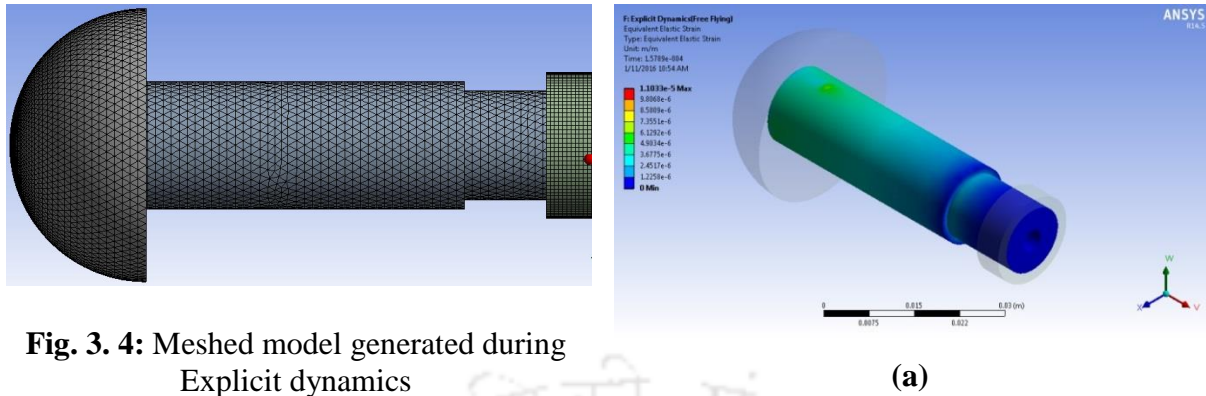 Fig. 3. 4: Meshed model generated during
Explicit dynamics
F: Explicit Dynamics(Free Flying)
Equivalent Elastic Strain
Type: Equivalent Elastic Strain
Unit: m/m
Time: 1.5789e-004
1/11/2016 10:54 AM
1.1033e-5 Max
9.8068e-6
8.5809e-6
7.3551e-6
6.1292e-6
4.9034e-6
3.6775e-6
2.4517e-6
1.2258e-6
0 Min
ANSYS
R14.5
W
X
V
0 0.015 0.03 (m)
0.0075 0.022
(a)